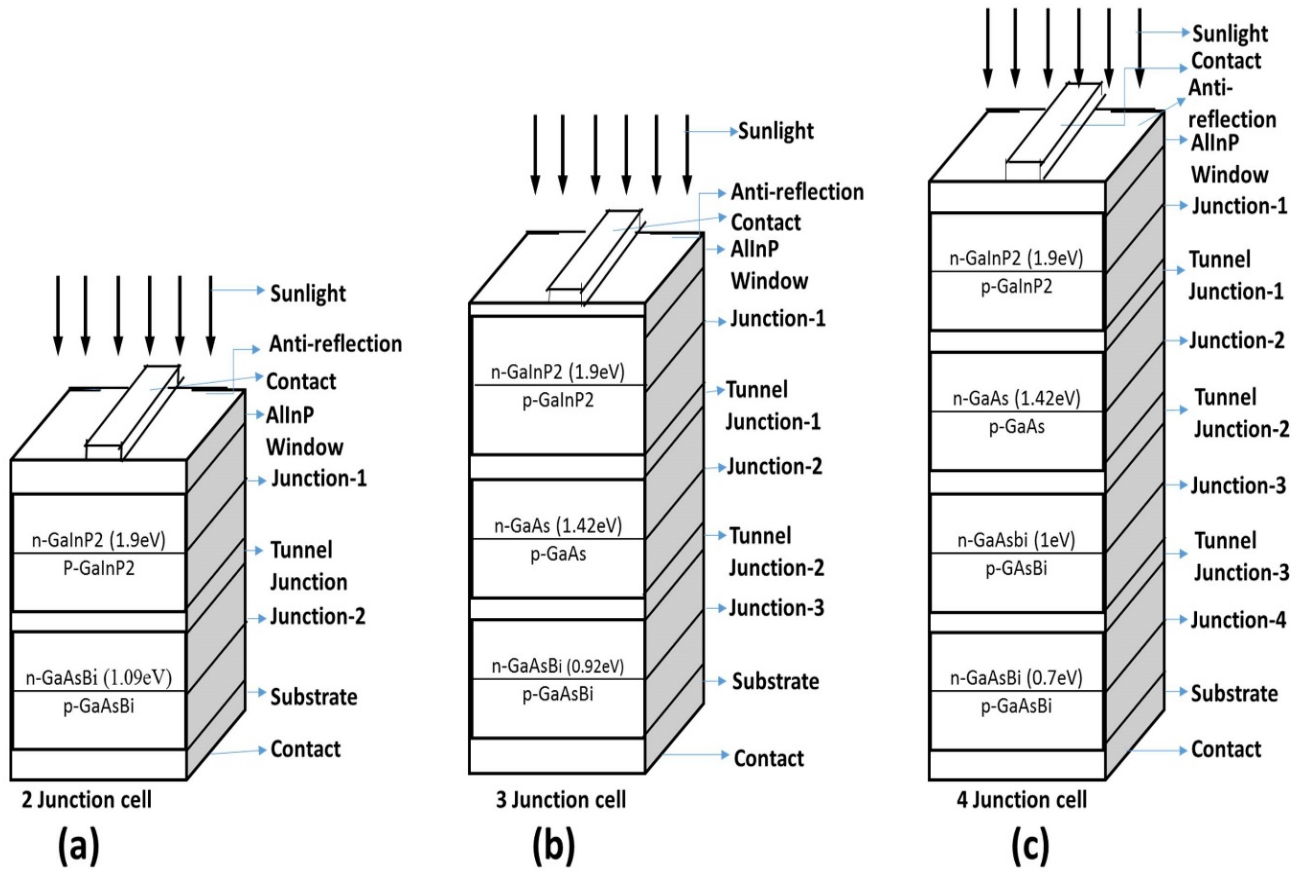 Sunlight
Anti-reflection
Contact
AlInP
Window
Junction-1
n-GaInP2 (1.9eV)
P-GaInP2
Tunnel
Junction
Junction-2
n-GaAsBi (1.09eV)
p-GaAsBi
Substrate
Contact
2 Junction cell
(a)
Sunlight
Anti-reflection
Contact
AlInP
Window
Junction-1
n-GaInP2 (1.9eV)
p-GaInP2
Tunnel
Junction-1
Junction-2
n-GaAs (1.42eV)
p-GaAs
Tunnel
Junction-2
Junction-3
n-GaAsBi (0.92eV)
p-GaAsBi
Substrate
Contact
3 Junction cell
(b)
Sunlight
Contact
Anti-
reflection
AlInP
Window
Junction-1
n-GaInP2 (1.9eV)
p-GaInP2
Tunnel
Junction-1
Junction-2
n-GaAs (1.42eV)
p-GaAs
Tunnel
Junction-2
Junction-3
n-GaAsbi (1eV)
p-GAsBi
Tunnel
Junction-3
Junction-4
n-GaAsBi (0.7eV)
p-GaAsBi
Substrate
Contact
4 Junction cell
(c)